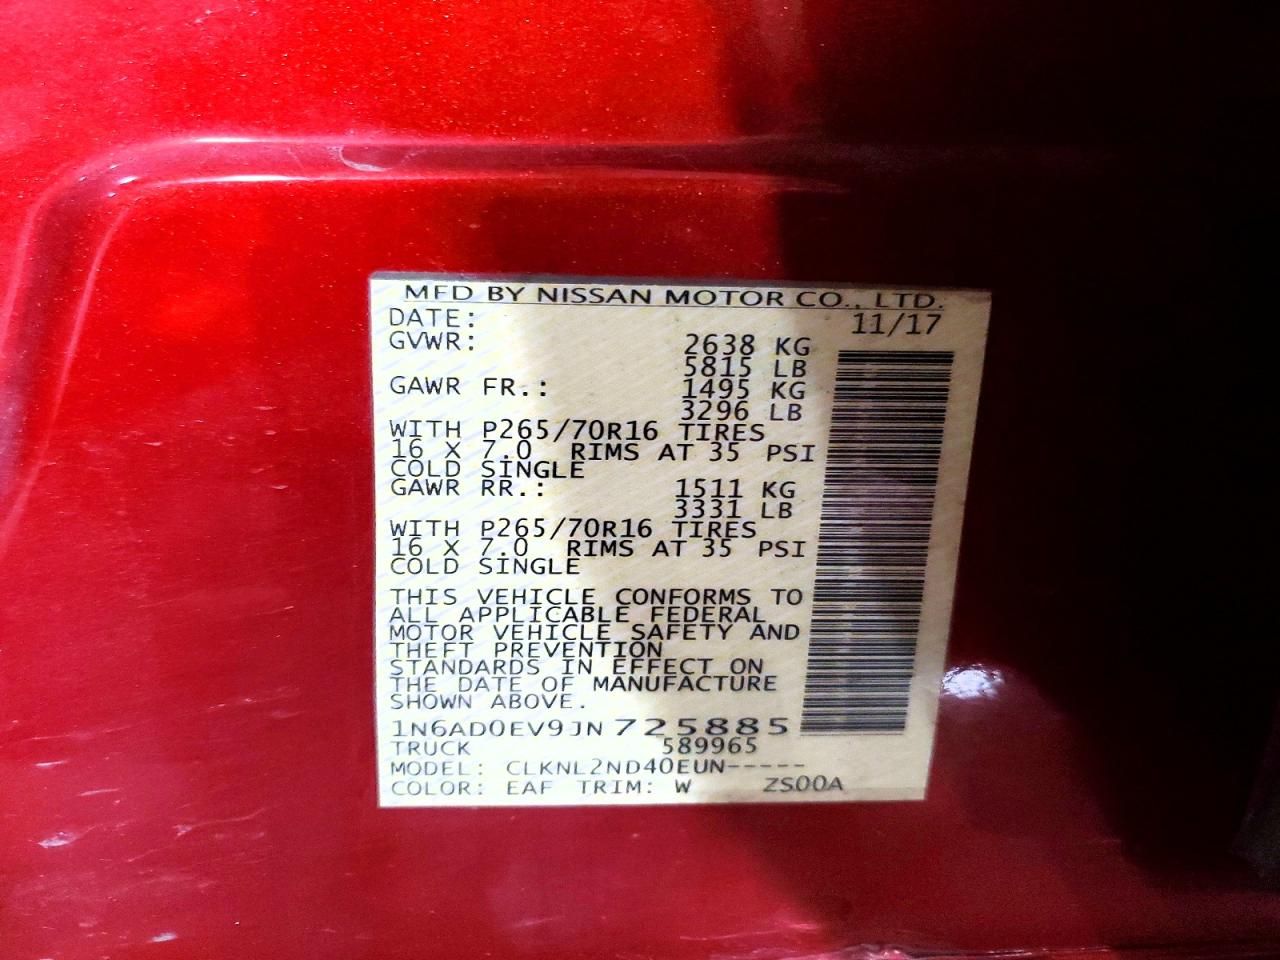 MFD BY NISSAN MOTOR CO., LTD.
DATE: 11/17
GVWR: 2638 KG
5815 LB
GAWR FR.: 1495 KG
3296 LB
WITH P265/70R16 TIRES
16 X 7.0 RIMS AT 35 PSI
COLD SINGLE
GAWR RR.: 1511 KG
3331 LB
WITH P265/70R16 TIRES
16 X 7.0 RIMS AT 35 PSI
COLD SINGLE
THIS VEHICLE CONFORMS TO
ALL APPLICABLE FEDERAL
MOTOR VEHICLE SAFETY AND
THEFT PREVENTION
STANDARDS IN EFFECT ON
THE DATE OF MANUFACTURE
SHOWN ABOVE.
1N6AD0EV9JN725885
TRUCK 589965
MODEL: CLKNL2ND40EUN-----
COLOR: EAF TRIM: W ZS00A